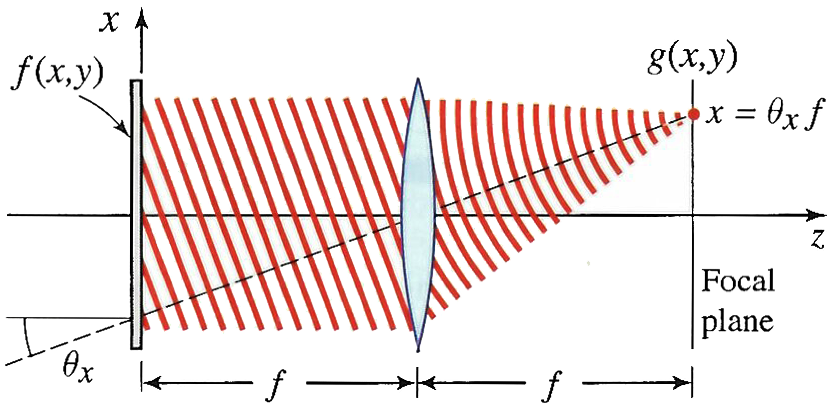 x
f(x,y)
g(x,y)
x = θₓ f
z
Focal
plane
θₓ
f
f